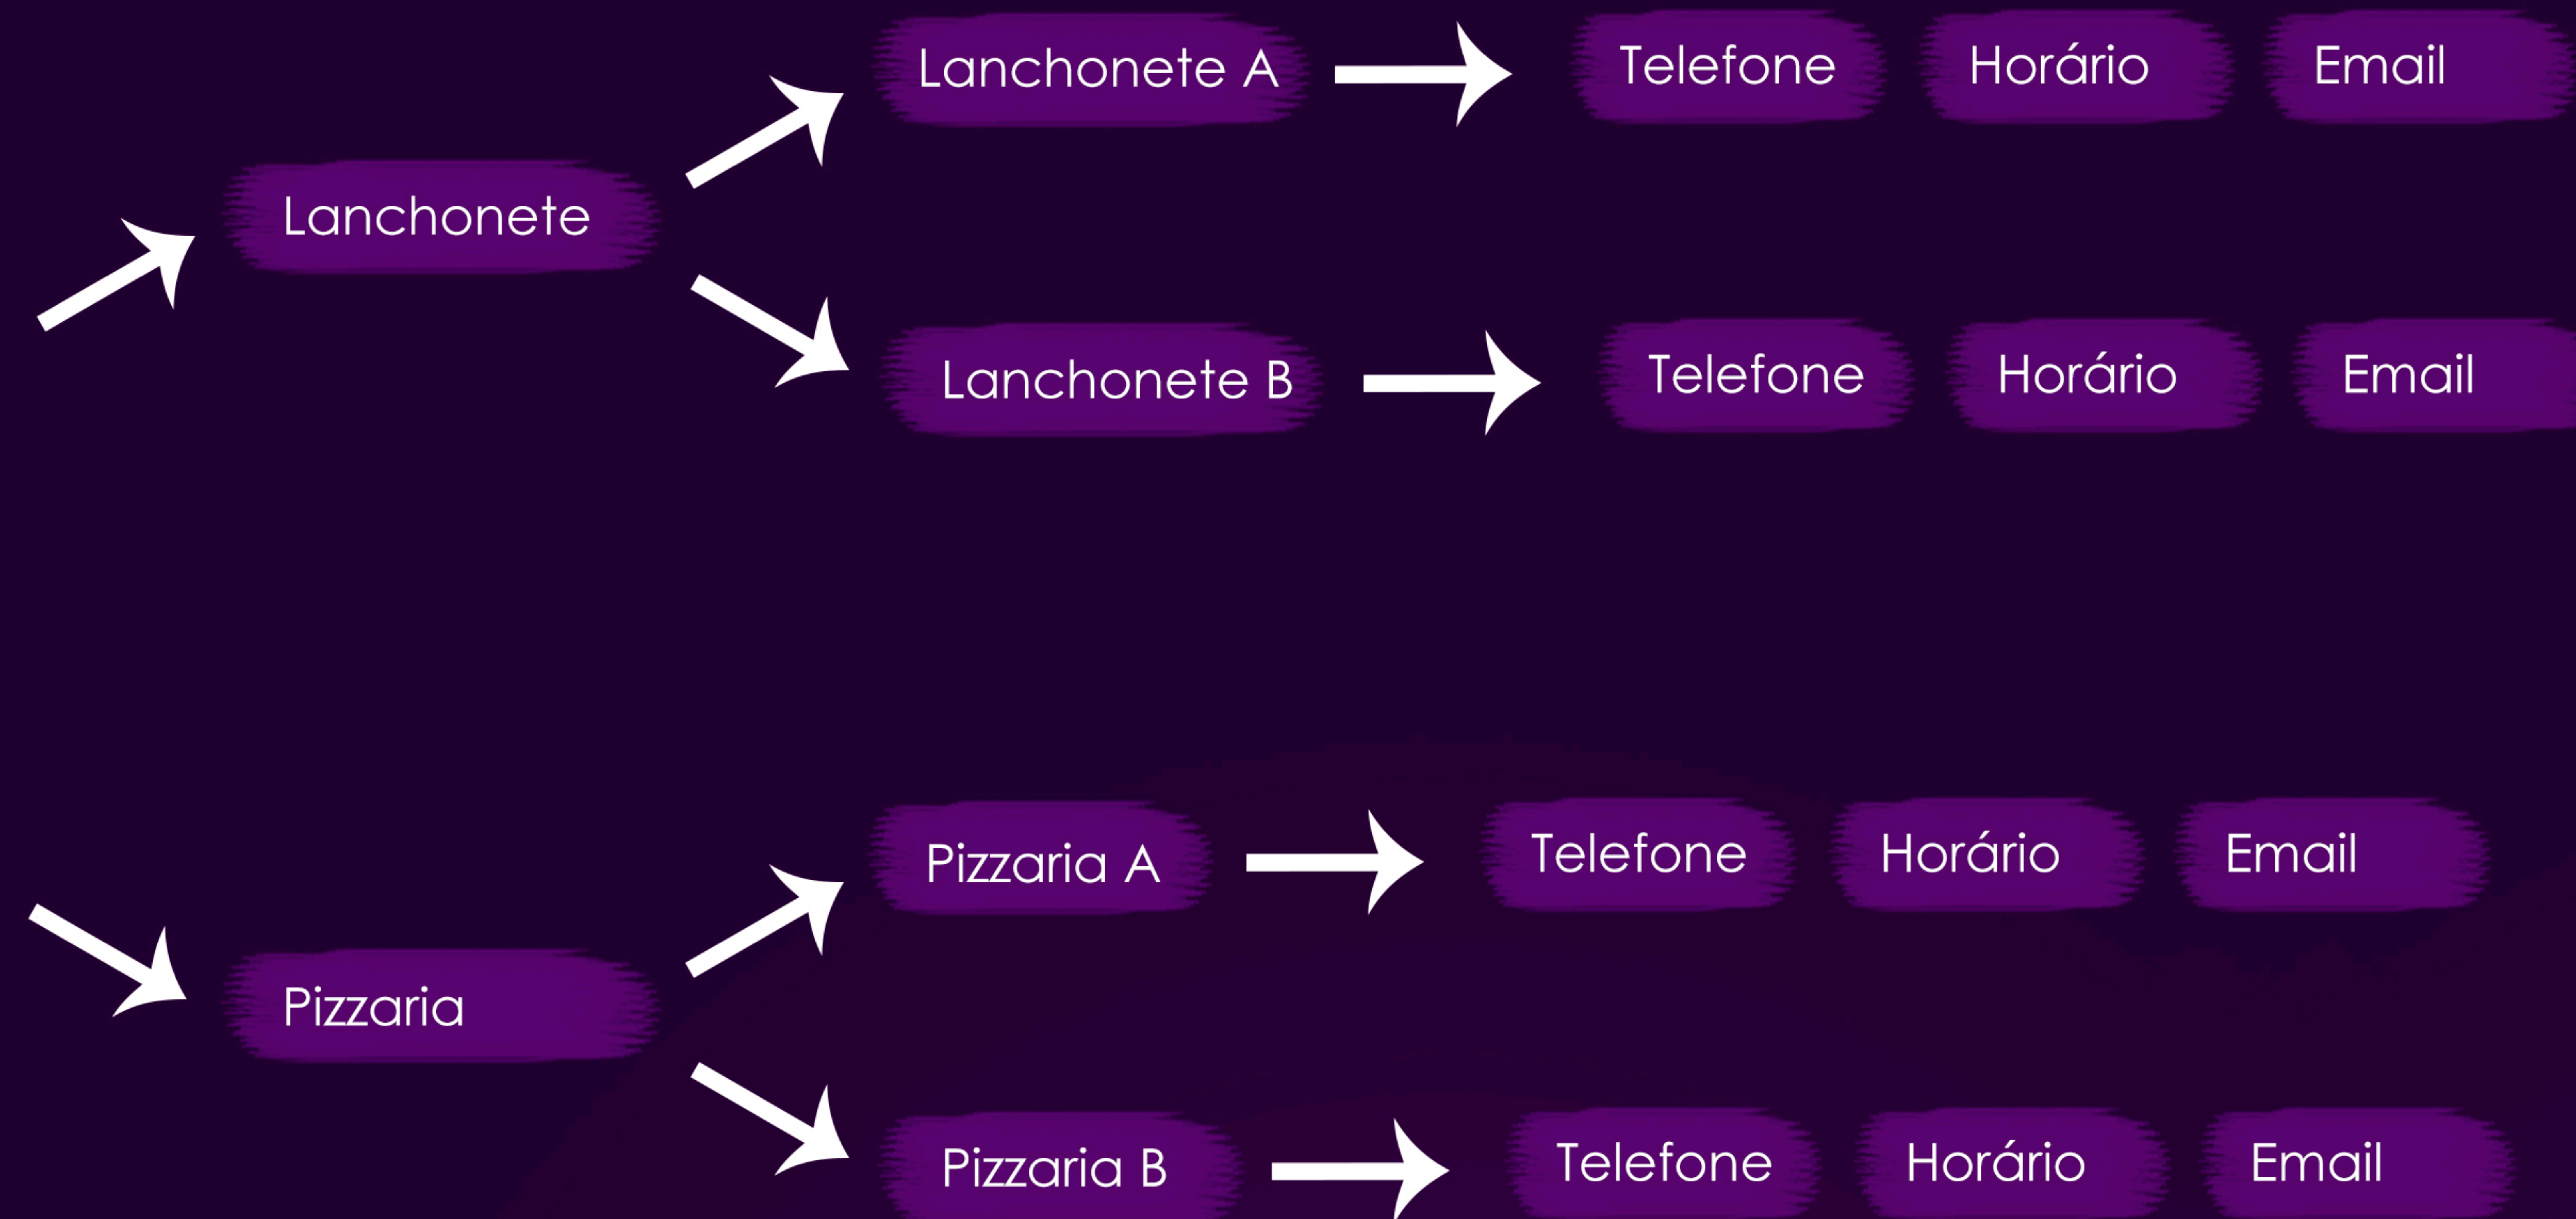 Lanchonete A Telefone Horário Email
Lanchonete
Lanchonete B Telefone Horário Email
Pizzaria A Telefone Horário Email
Pizzaria
Pizzaria B Telefone Horário Email